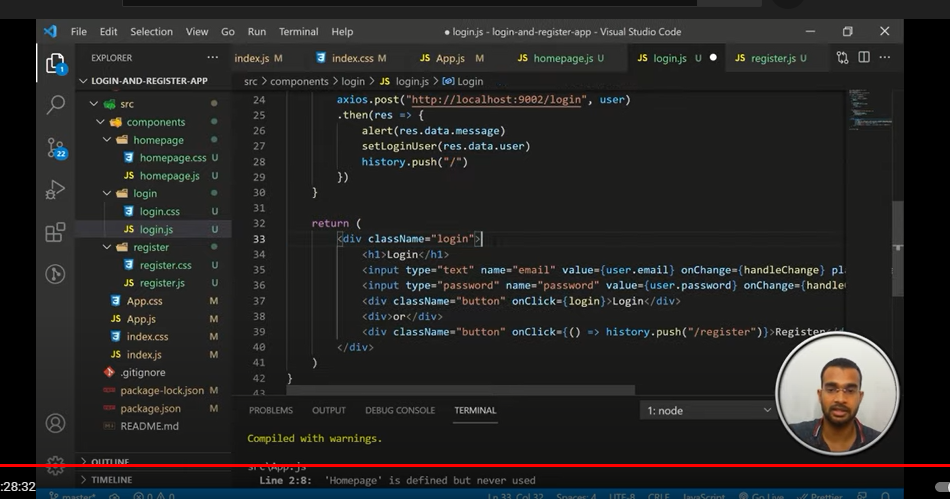 File Edit Selection View Go Run Terminal Help
● login.js - login-and-register-app - Visual Studio Code
EXPLORER
index.js M
index.css M
App.js M
homepage.js U
login.js U
register.js U
LOGIN-AND-REGISTER-APP
src > components > login > login.js > Login
src
components
homepage
homepage.css U
homepage.js U
login
login.css U
login.js U
register
register.css U
register.js U
App.css M
App.js M
index.css M
index.js M
.gitignore
package-lock.json M
package.json M
README.md
OUTLINE
TIMELINE
1
22
24 axios.post("http://localhost:9002/login", user)
25 .then(res => {
26 alert(res.data.message)
27 setLoginUser(res.data.user)
28 history.push("/")
29 })
30 }
31
32 return (
33 <div className="login">
34 <h1>Login</h1>
35 <input type="text" name="email" value={user.email} onChange={handleChange}
36 <input type="password" name="password" value={user.password} onChange={handle
37 <div className="button" onClick={login}>Login</div>
38 <div>or</div>
39 <div className="button" onClick={() => history.push("/register")}>Register
40 </div>
41 )
42 }
43
PROBLEMS OUTPUT DEBUG CONSOLE TERMINAL 1: node
Compiled with warnings.
src\App.js
Line 2:8: 'Homepage' is defined but never used
:28:32
master* 0 0 Ln 33, Col 32 Spaces: 4 UTF-8 CRLF JavaScript Go Live Prettier